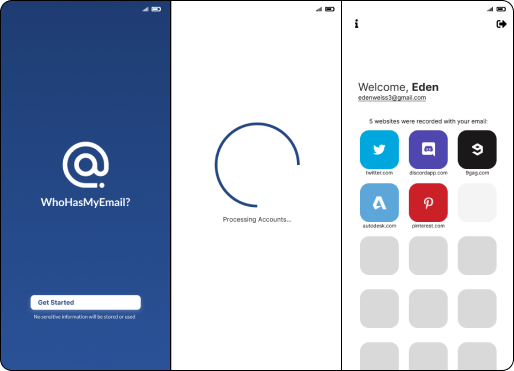 WhoHasMyEmail?
Get Started
No sensitive information will be stored or used
Processing Accounts...
Welcome, Eden
edenweiss3@gmail.com
5 websites were recorded with your email:
twitter.com discordapp.com 9gag.com
autodesk.com pinterest.com